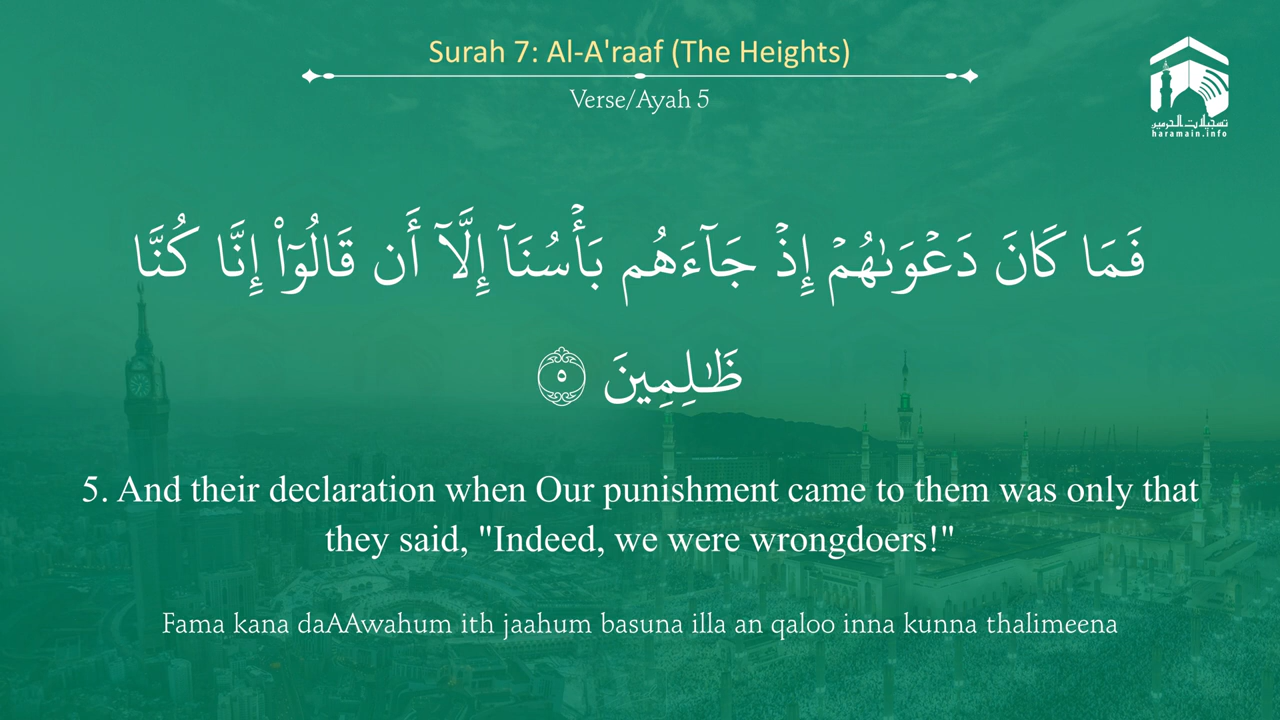 Surah 7: Al-A'raaf (The Heights)
Verse/Ayah 5
تسجيلات الحرمين
haramain.info
فَمَا كَانَ دَعْوَىٰهُمْ إِذْ جَآءَهُم بَأْسُنَآ إِلَّآ أَن قَالُوٓا۟ إِنَّا كُنَّا
ظَـٰلِمِينَ ٥
5. And their declaration when Our punishment came to them was only that
they said, "Indeed, we were wrongdoers!"
Fama kana daAAwahum ith jaahum basuna illa an qaloo inna kunna thalimeena